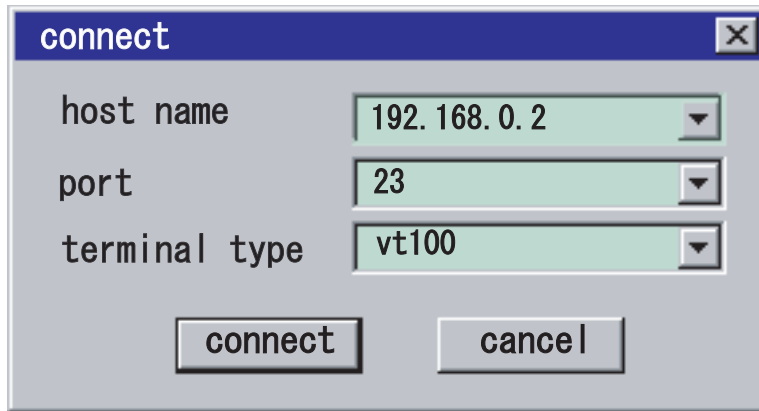 connect
host name 192.168.0.2
port 23
terminal type vt100
connect cancel